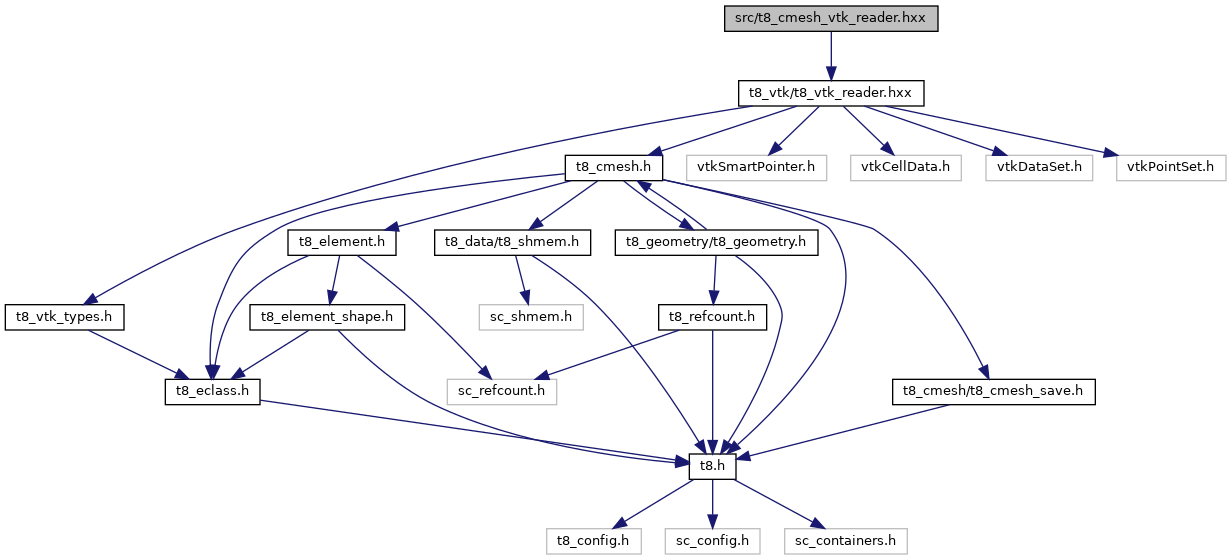 src/t8_cmesh_vtk_reader.hxx
t8_vtk/t8_vtk_reader.hxx
t8_cmesh.h
vtkSmartPointer.h
vtkCellData.h
vtkDataSet.h
vtkPointSet.h
t8_element.h
t8_data/t8_shmem.h
t8_geometry/t8_geometry.h
t8_vtk_types.h
t8_element_shape.h
sc_shmem.h
t8_refcount.h
t8_eclass.h
sc_refcount.h
t8_cmesh/t8_cmesh_save.h
t8.h
t8_config.h
sc_config.h
sc_containers.h